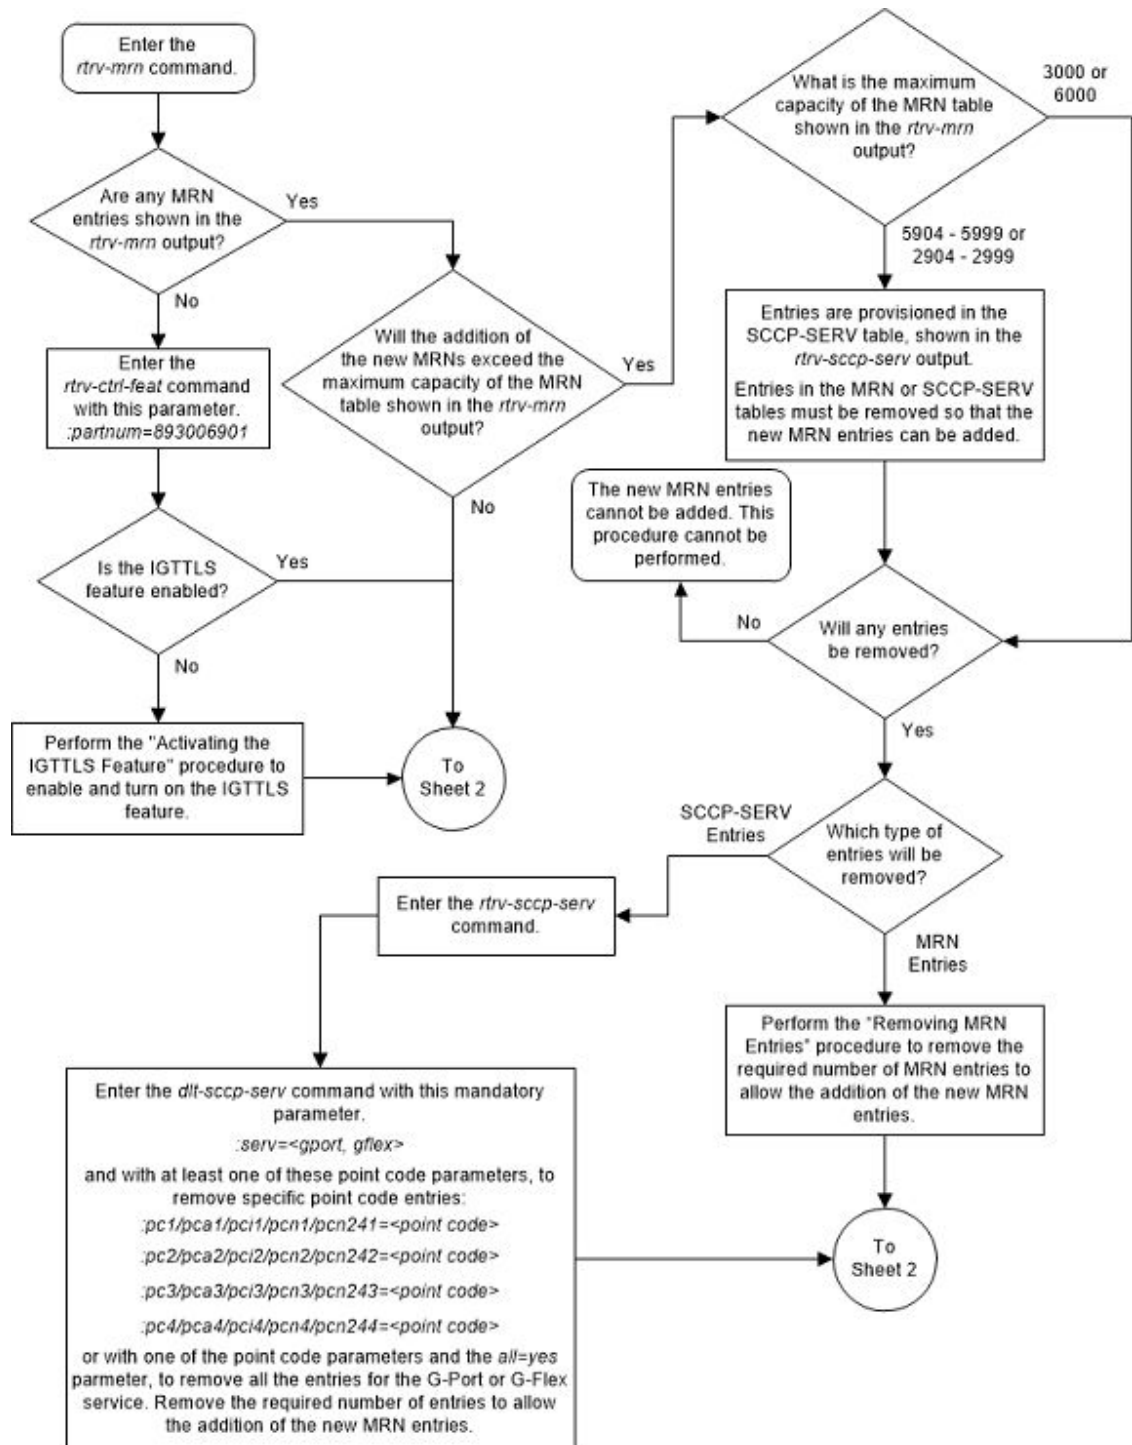 Enter the
rtrv-mrn command.
Are any MRN
entries shown in the
rtrv-mrn output?
Yes
No
Enter the
rtrv-ctrl-feat command
with this parameter.
:partnum=893006901
Is the IGTTLS
feature enabled?
Yes
No
Perform the "Activating the
IGTTLS Feature" procedure to
enable and turn on the IGTTLS
feature.
Will the addition of
the new MRNs exceed the
maximum capacity of the MRN
table shown in the rtrv-mrn
output?
Yes
No
To
Sheet 2
What is the maximum
capacity of the MRN table
shown in the rtrv-mrn
output?
3000 or
6000
5904 - 5999 or
2904 - 2999
Entries are provisioned in the
SCCP-SERV table, shown in the
rtrv-sccp-serv output.
Entries in the MRN or SCCP-SERV
tables must be removed so that the
new MRN entries can be added.
The new MRN entries
cannot be added. This
procedure cannot be
performed.
No
Will any entries
be removed?
Yes
SCCP-SERV
Entries
Which type of
entries will be
removed?
MRN
Entries
Enter the rtrv-sccp-serv
command.
Perform the "Removing MRN
Entries" procedure to remove the
required number of MRN entries to
allow the addition of the new MRN
entries.
Enter the dlt-sccp-serv command with this mandatory
parameter.
:serv=<gport, gflex>
and with at least one of these point code parameters, to
remove specific point code entries:
:pc1/pca1/pci1/pcn1/pcn241=<point code>
:pc2/pca2/pci2/pcn2/pcn242=<point code>
:pc3/pca3/pci3/pcn3/pcn243=<point code>
:pc4/pca4/pci4/pcn4/pcn244=<point code>
or with one of the point code parameters and the all=yes
parmeter, to remove all the entries for the G-Port or G-Flex
service. Remove the required number of entries to allow
the addition of the new MRN entries.
To
Sheet 2